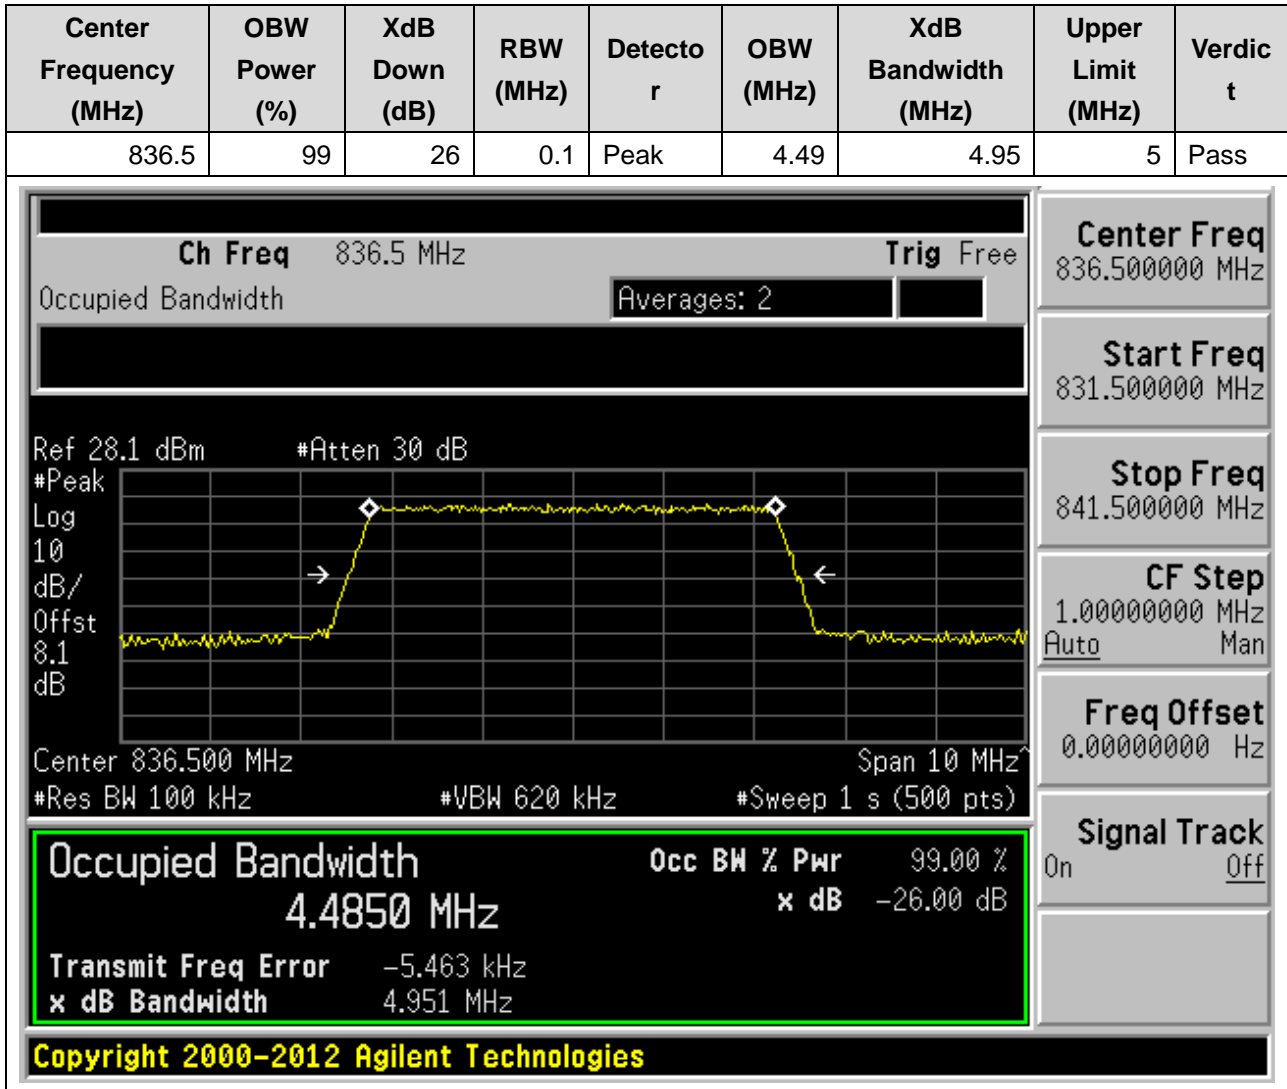 Center Frequency (MHz) OBW Power (%) XdB Down (dB) RBW (MHz) Detecto r OBW (MHz) XdB Bandwidth (MHz) Upper Limit (MHz) Verdic t
836.5 99 26 0.1 Peak 4.49 4.95 5 Pass
Ch Freq 836.5 MHz Trig Free
Occupied Bandwidth Averages: 2
Ref 28.1 dBm #Atten 30 dB
#Peak
Log
10
dB/
Offst
8.1
dB
Center 836.500 MHz Span 10 MHz^
#Res BW 100 kHz #VBW 620 kHz #Sweep 1 s (500 pts)
Occupied Bandwidth Occ BW % Pwr 99.00 %
4.4850 MHz x dB -26.00 dB
Transmit Freq Error -5.463 kHz
x dB Bandwidth 4.951 MHz
Copyright 2000-2012 Agilent Technologies
Center Freq
836.500000 MHz
Start Freq
831.500000 MHz
Stop Freq
841.500000 MHz
CF Step
1.00000000 MHz
Auto Man
Freq Offset
0.00000000 Hz
Signal Track
On Off